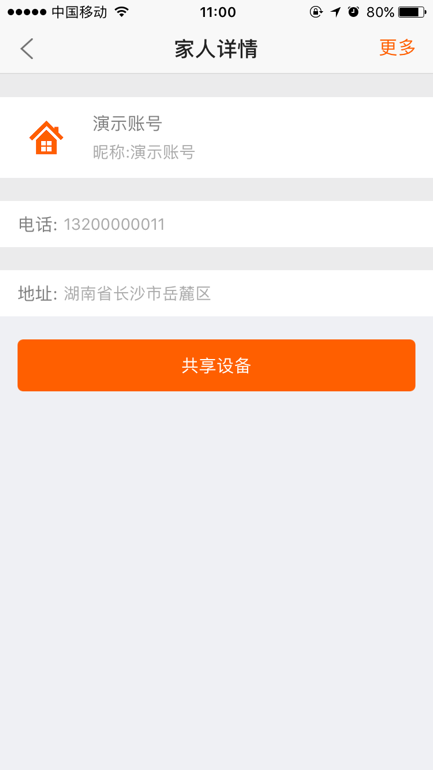 中国移动 11:00 80%
家人详情 更多
演示账号
昵称:演示账号
电话: 13200000011
地址: 湖南省长沙市岳麓区
共享设备